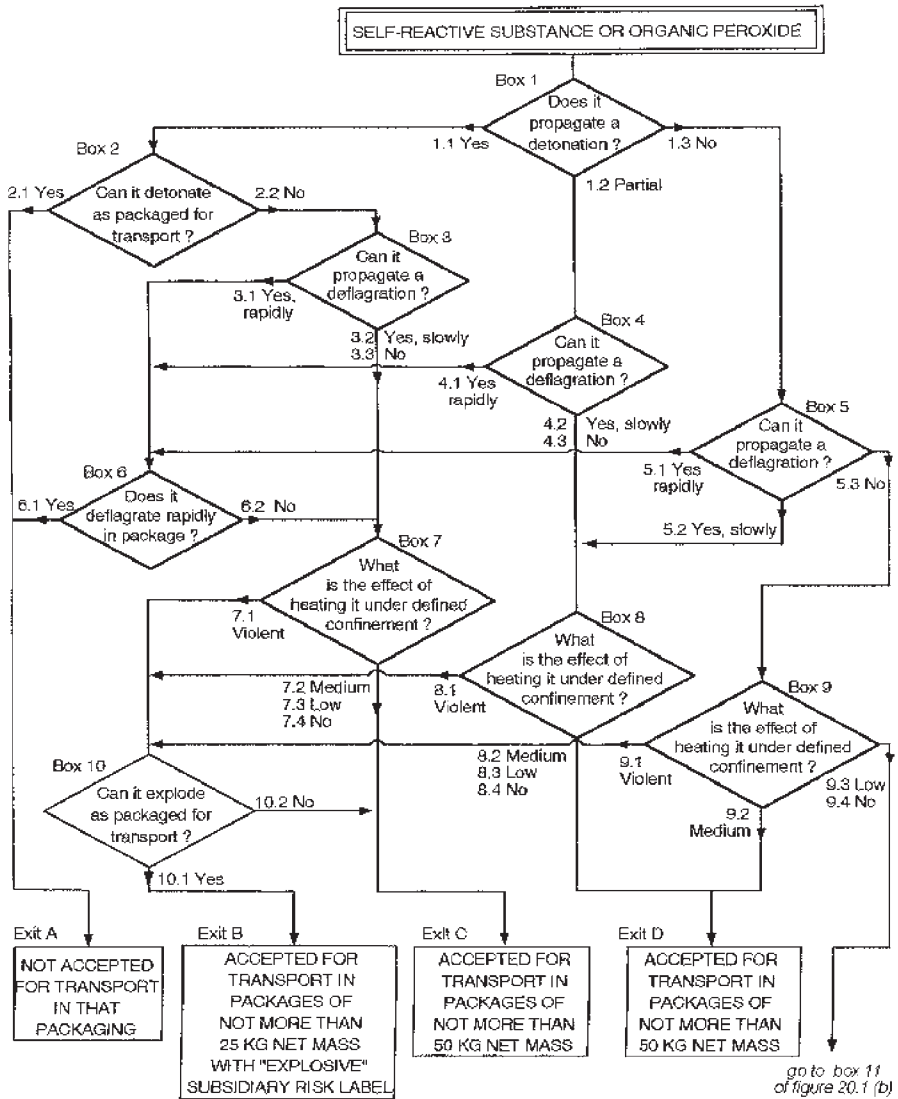 SELF-REACTIVE SUBSTANCE OR ORGANIC PEROXIDE
Box 1
Does it
propagate a
detonation ?
1.1 Yes
1.3 No
1.2 Partial
Box 2
2.1 Yes
2.2 No
Can it detonate
as packaged for
transport ?
Box 3
Can it
propagate a
deflagration ?
3.1 Yes,
rapidly
3.2 Yes, slowly
3.3 No
Box 4
Can it
propagate a
deflagration ?
4.1 Yes
rapidly
4.2 Yes, slowly
4.3 No
Box 5
Can it
propagate a
deflagration ?
5.1 Yes
rapidly
5.3 No
5.2 Yes, slowly
Box 6
6.1 Yes
6.2 No
Does it
deflagrate rapidly
in package ?
Box 7
What
is the effect of
heating it under defined
confinement ?
7.1
Violent
7.2 Medium
7.3 Low
7.4 No
Box 8
What
is the effect of
heating it under defined
confinement ?
8.1
Violent
8.2 Medium
8.3 Low
8.4 No
Box 9
What
is the effect of
heating it under defined
confinement ?
9.1
Violent
9.3 Low
9.4 No
9.2
Medium
Box 10
Can it explode
as packaged for
transport ?
10.2 No
10.1 Yes
Exit A
NOT ACCEPTED
FOR TRANSPORT
IN THAT
PACKAGING
Exit B
ACCEPTED FOR
TRANSPORT IN
PACKAGES OF
NOT MORE THAN
25 KG NET MASS
WITH "EXPLOSIVE"
SUBSIDIARY RISK LABEL
Exit C
ACCEPTED FOR
TRANSPORT IN
PACKAGES OF
NOT MORE THAN
50 KG NET MASS
Exit D
ACCEPTED FOR
TRANSPORT IN
PACKAGES OF
NOT MORE THAN
50 KG NET MASS
go to box 11
of figure 20.1 (b)